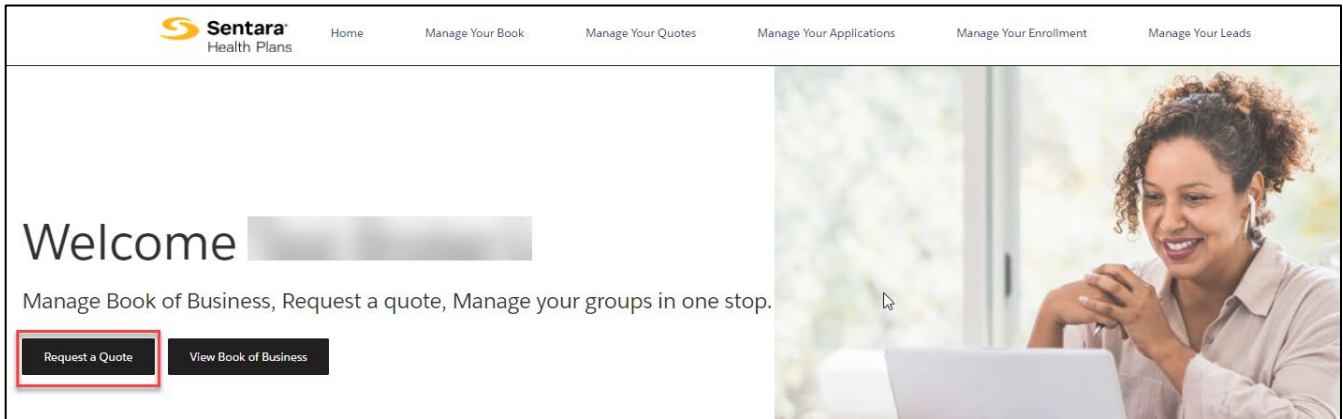 Sentara
Health Plans
Home Manage Your Book Manage Your Quotes Manage Your Applications Manage Your Enrollment Manage Your Leads
Welcome
Manage Book of Business, Request a quote, Manage your groups in one stop.
Request a Quote View Book of Business